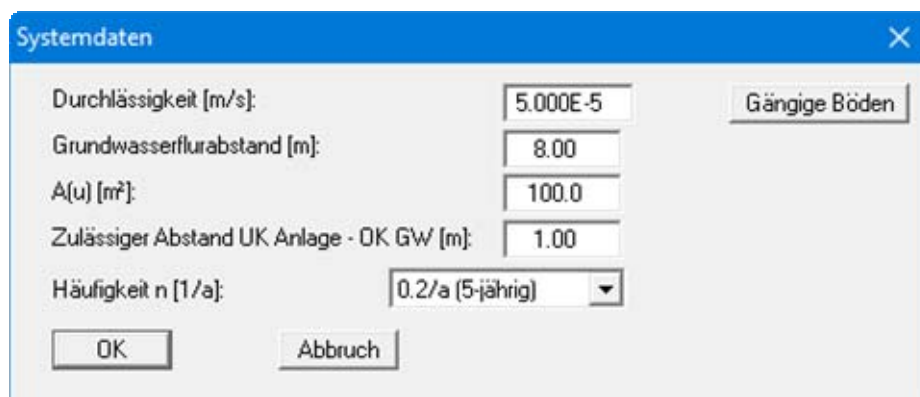 Systemdaten
Durchlässigkeit [m/s]: 5.000E-5 Gängige Böden
Grundwasserflurabstand [m]: 8.00
A(u) [m²]: 100.0
Zulässiger Abstand UK Anlage - OK GW [m]: 1.00
Häufigkeit n [1/a]: 0.2/a (5-jährig)
OK Abbruch